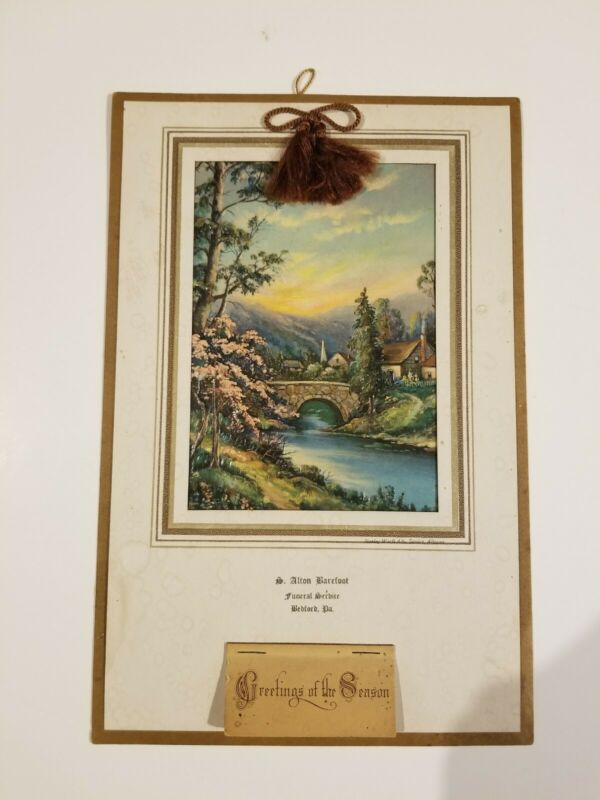 S. Alton Barefoot
Funeral Service
Bedford, Pa.
Greetings of the Season